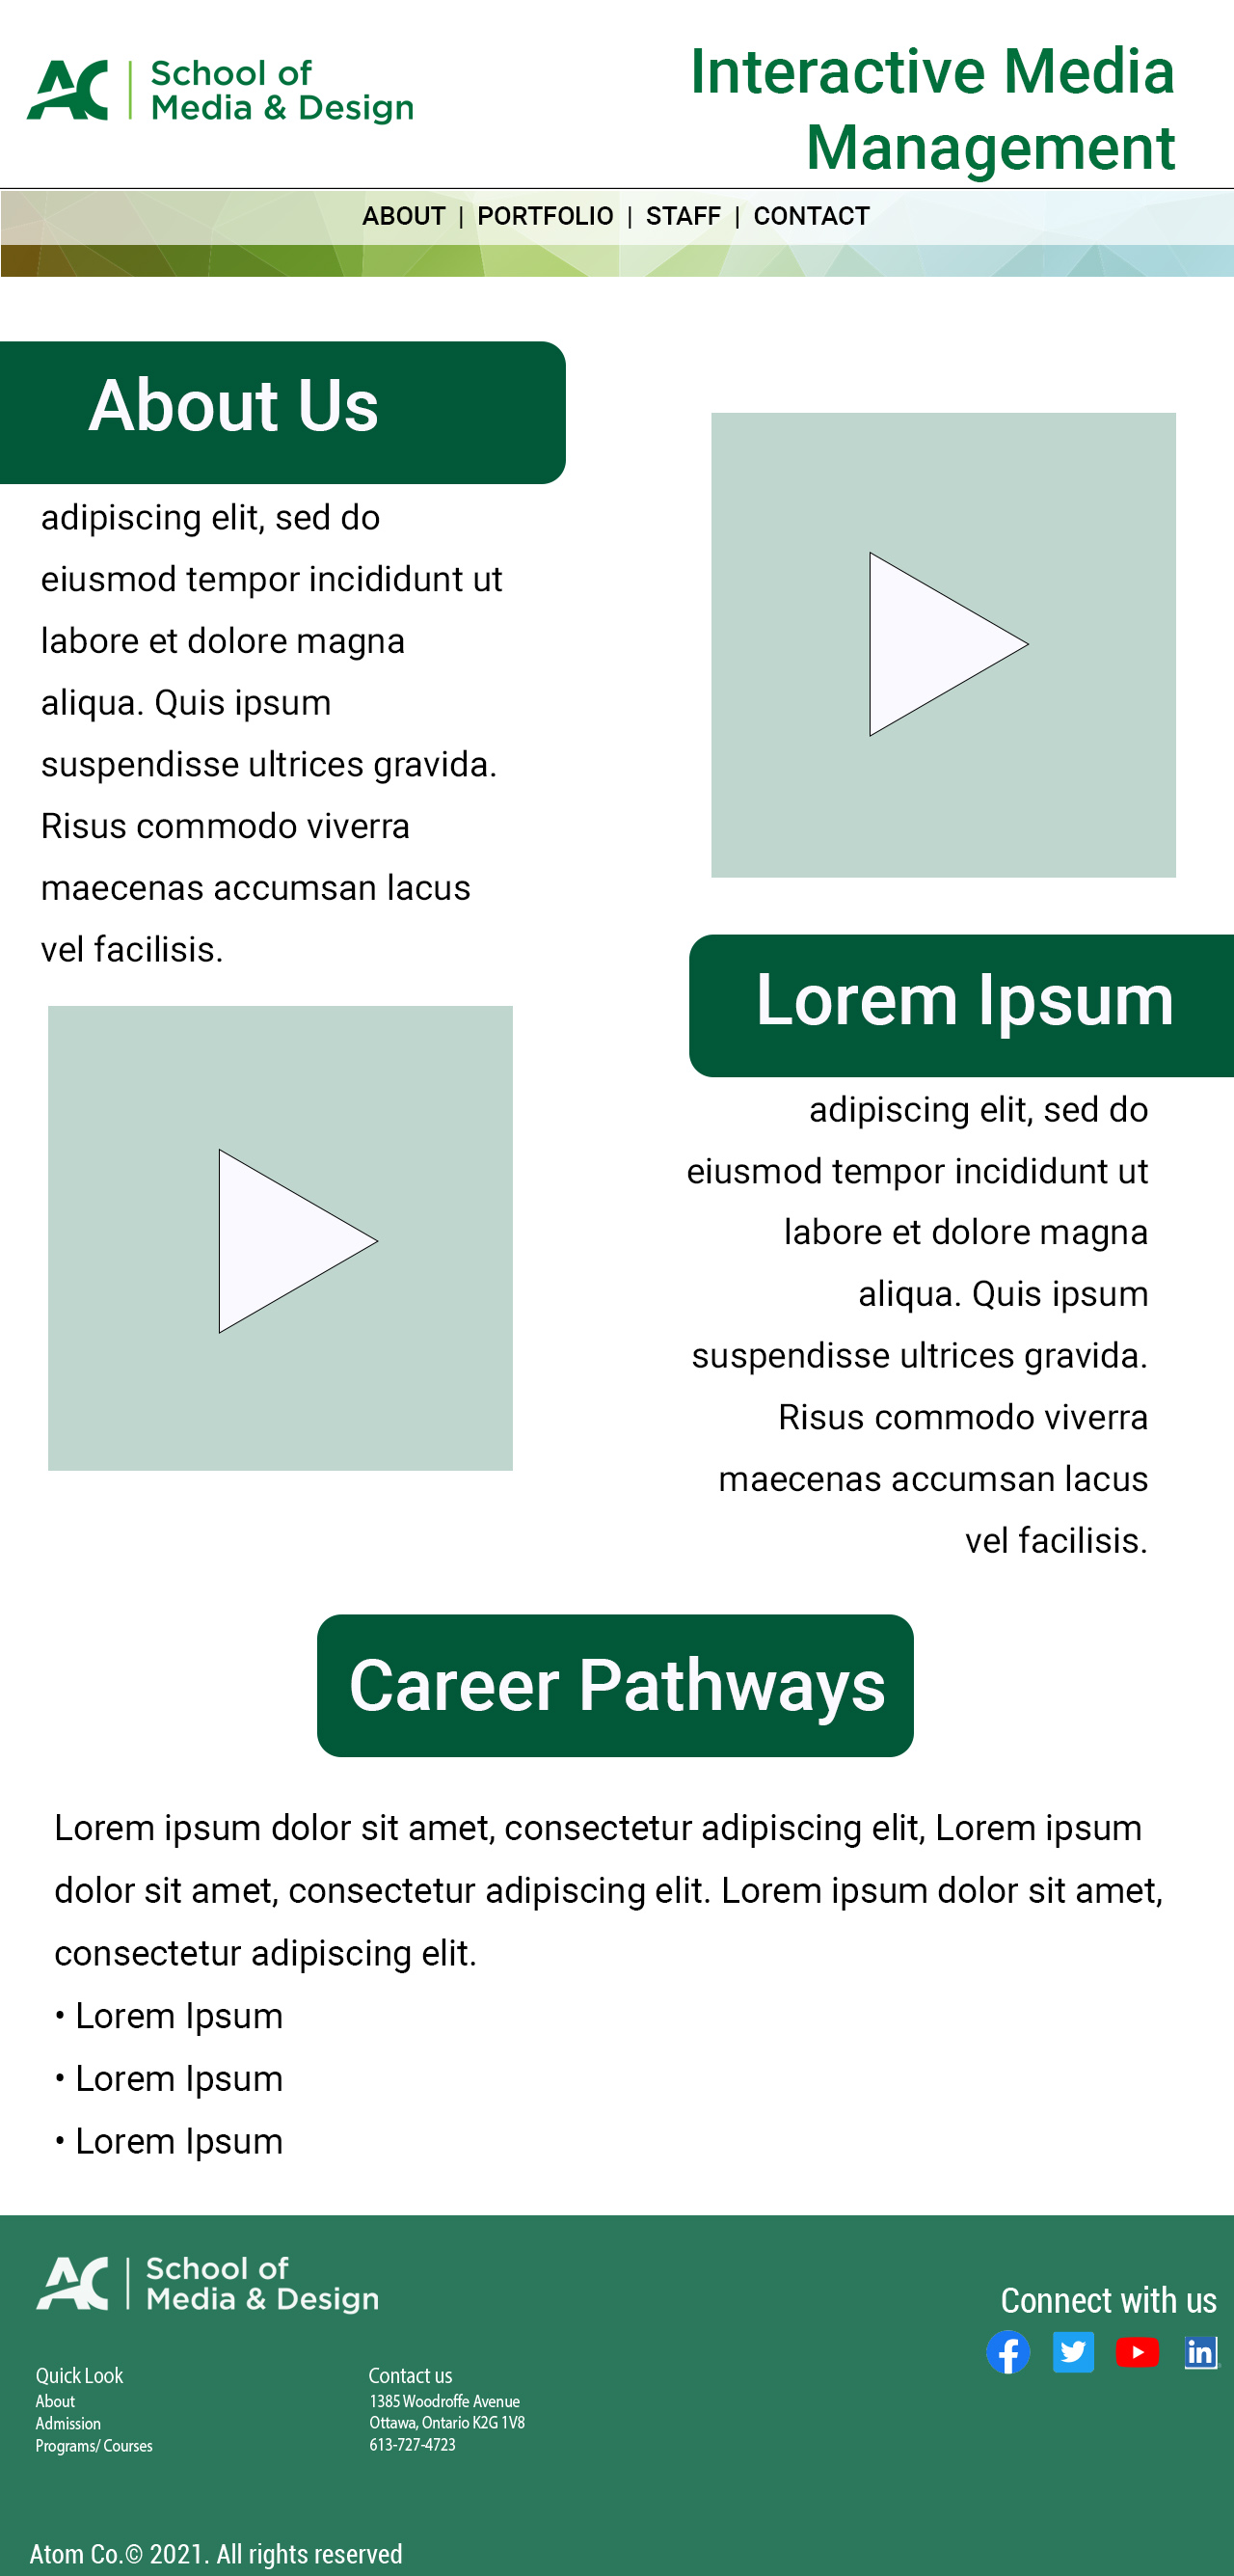 AC | School of
Media & Design
Interactive Media
Management
ABOUT | PORTFOLIO | STAFF | CONTACT
About Us
adipiscing elit, sed do
eiusmod tempor incididunt ut
labore et dolore magna
aliqua. Quis ipsum
suspendisse ultrices gravida.
Risus commodo viverra
maecenas accumsan lacus
vel facilisis.
Lorem Ipsum
adipiscing elit, sed do
eiusmod tempor incididunt ut
labore et dolore magna
aliqua. Quis ipsum
suspendisse ultrices gravida.
Risus commodo viverra
maecenas accumsan lacus
vel facilisis.
Career Pathways
Lorem ipsum dolor sit amet, consectetur adipiscing elit, Lorem ipsum
dolor sit amet, consectetur adipiscing elit. Lorem ipsum dolor sit amet,
consectetur adipiscing elit.
• Lorem Ipsum
• Lorem Ipsum
• Lorem Ipsum
AC | School of
Media & Design
Quick Look
About
Admission
Programs/ Courses
Contact us
1385 Woodroffe Avenue
Ottawa, Ontario K2G 1V8
613-727-4723
Connect with us
f
in
Atom Co.© 2021. All rights reserved